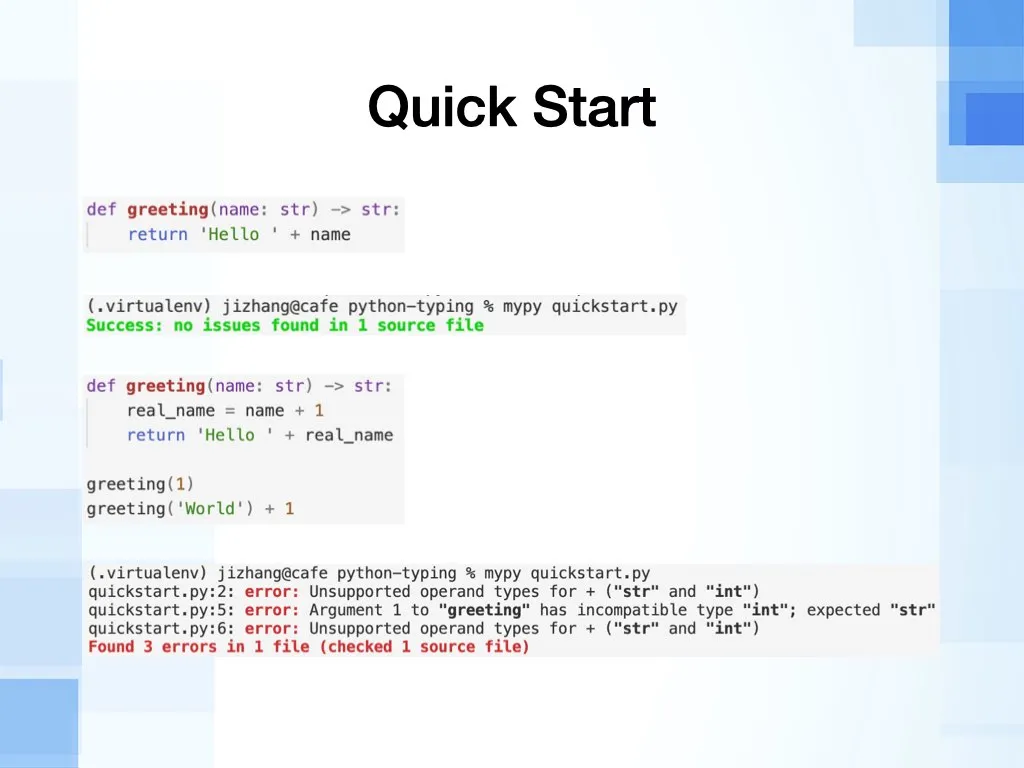 Quick Start
def greeting(name: str) -> str:
    return 'Hello ' + name
(.virtualenv) jizhang@cafe python-typing % mypy quickstart.py
Success: no issues found in 1 source file
def greeting(name: str) -> str:
    real_name = name + 1
    return 'Hello ' + real_name
greeting(1)
greeting('World') + 1
(.virtualenv) jizhang@cafe python-typing % mypy quickstart.py
quickstart.py:2: error: Unsupported operand types for + ("str" and "int")
quickstart.py:5: error: Argument 1 to "greeting" has incompatible type "int"; expected "str"
quickstart.py:6: error: Unsupported operand types for + ("str" and "int")
Found 3 errors in 1 file (checked 1 source file)